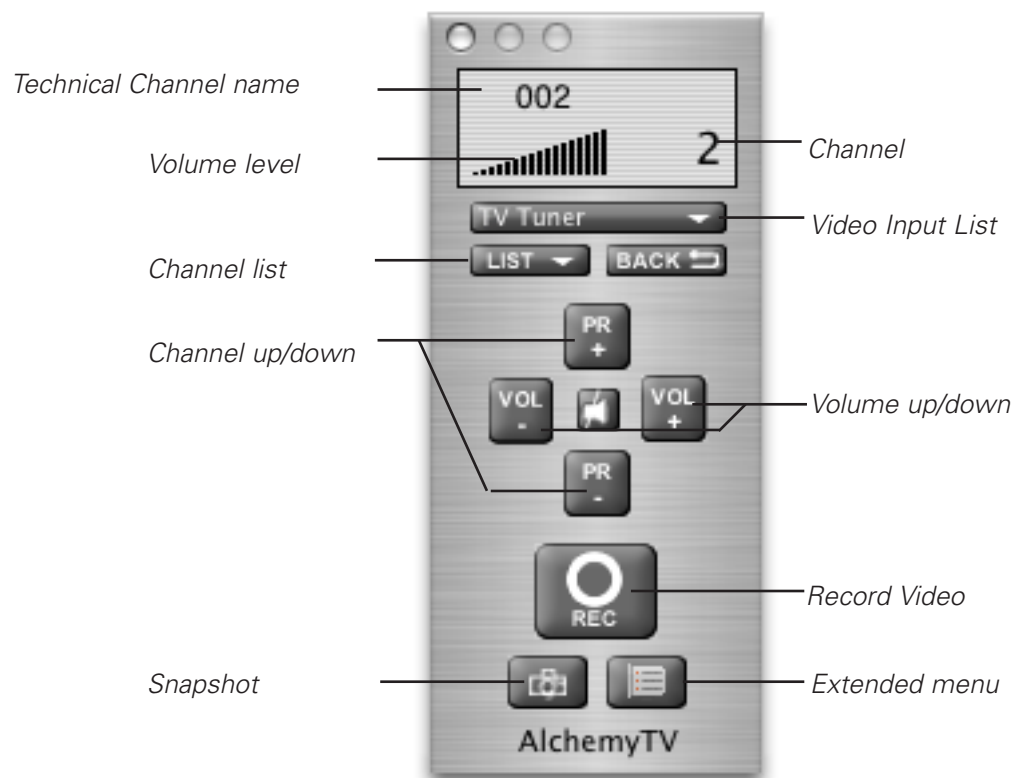 Technical Channel name
002
Volume level
2
Channel
TV Tuner
Video Input List
Channel list
LIST
BACK
PR
+
Channel up/down
VOL
-
VOL
+
Volume up/down
PR
-
REC
Record Video
Snapshot
Extended menu
AlchemyTV